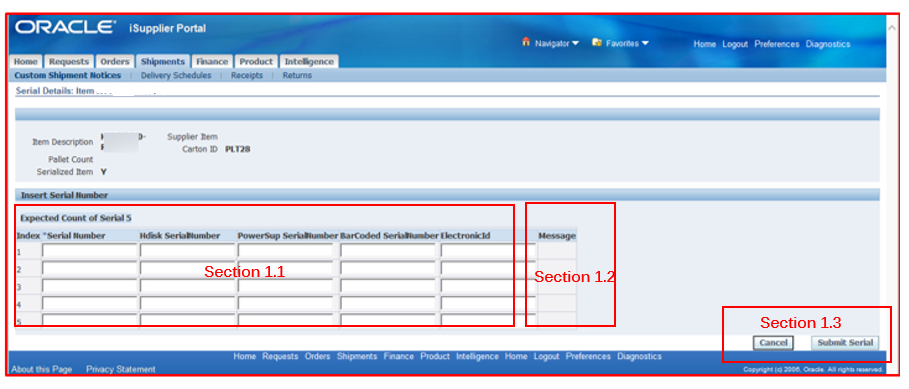 ORACLE® iSupplier Portal
Navigator Favorites Home Logout Preferences Diagnostics
Home Requests Orders Shipments Finance Product Intelligence
Custom Shipment Notices | Delivery Schedules | Receipts | Returns
Serial Details: Item
Item Description
Supplier Item
Carton ID PLT28
Pallet Count
Serialized Item Y
Insert Serial Number
Expected Count of Serial 5
Index *Serial Number Hdisk SerialNumber PowerSup SerialNumber BarCoded SerialNumber ElectronicId Message
1
2
3
4
5
Section 1.1
Section 1.2
Section 1.3
Cancel Submit Serial
Home Requests Orders Shipments Finance Product Intelligence Home Logout Preferences Diagnostics
About this Page Privacy Statement Copyright (c) 2006, Oracle. All rights reserved.